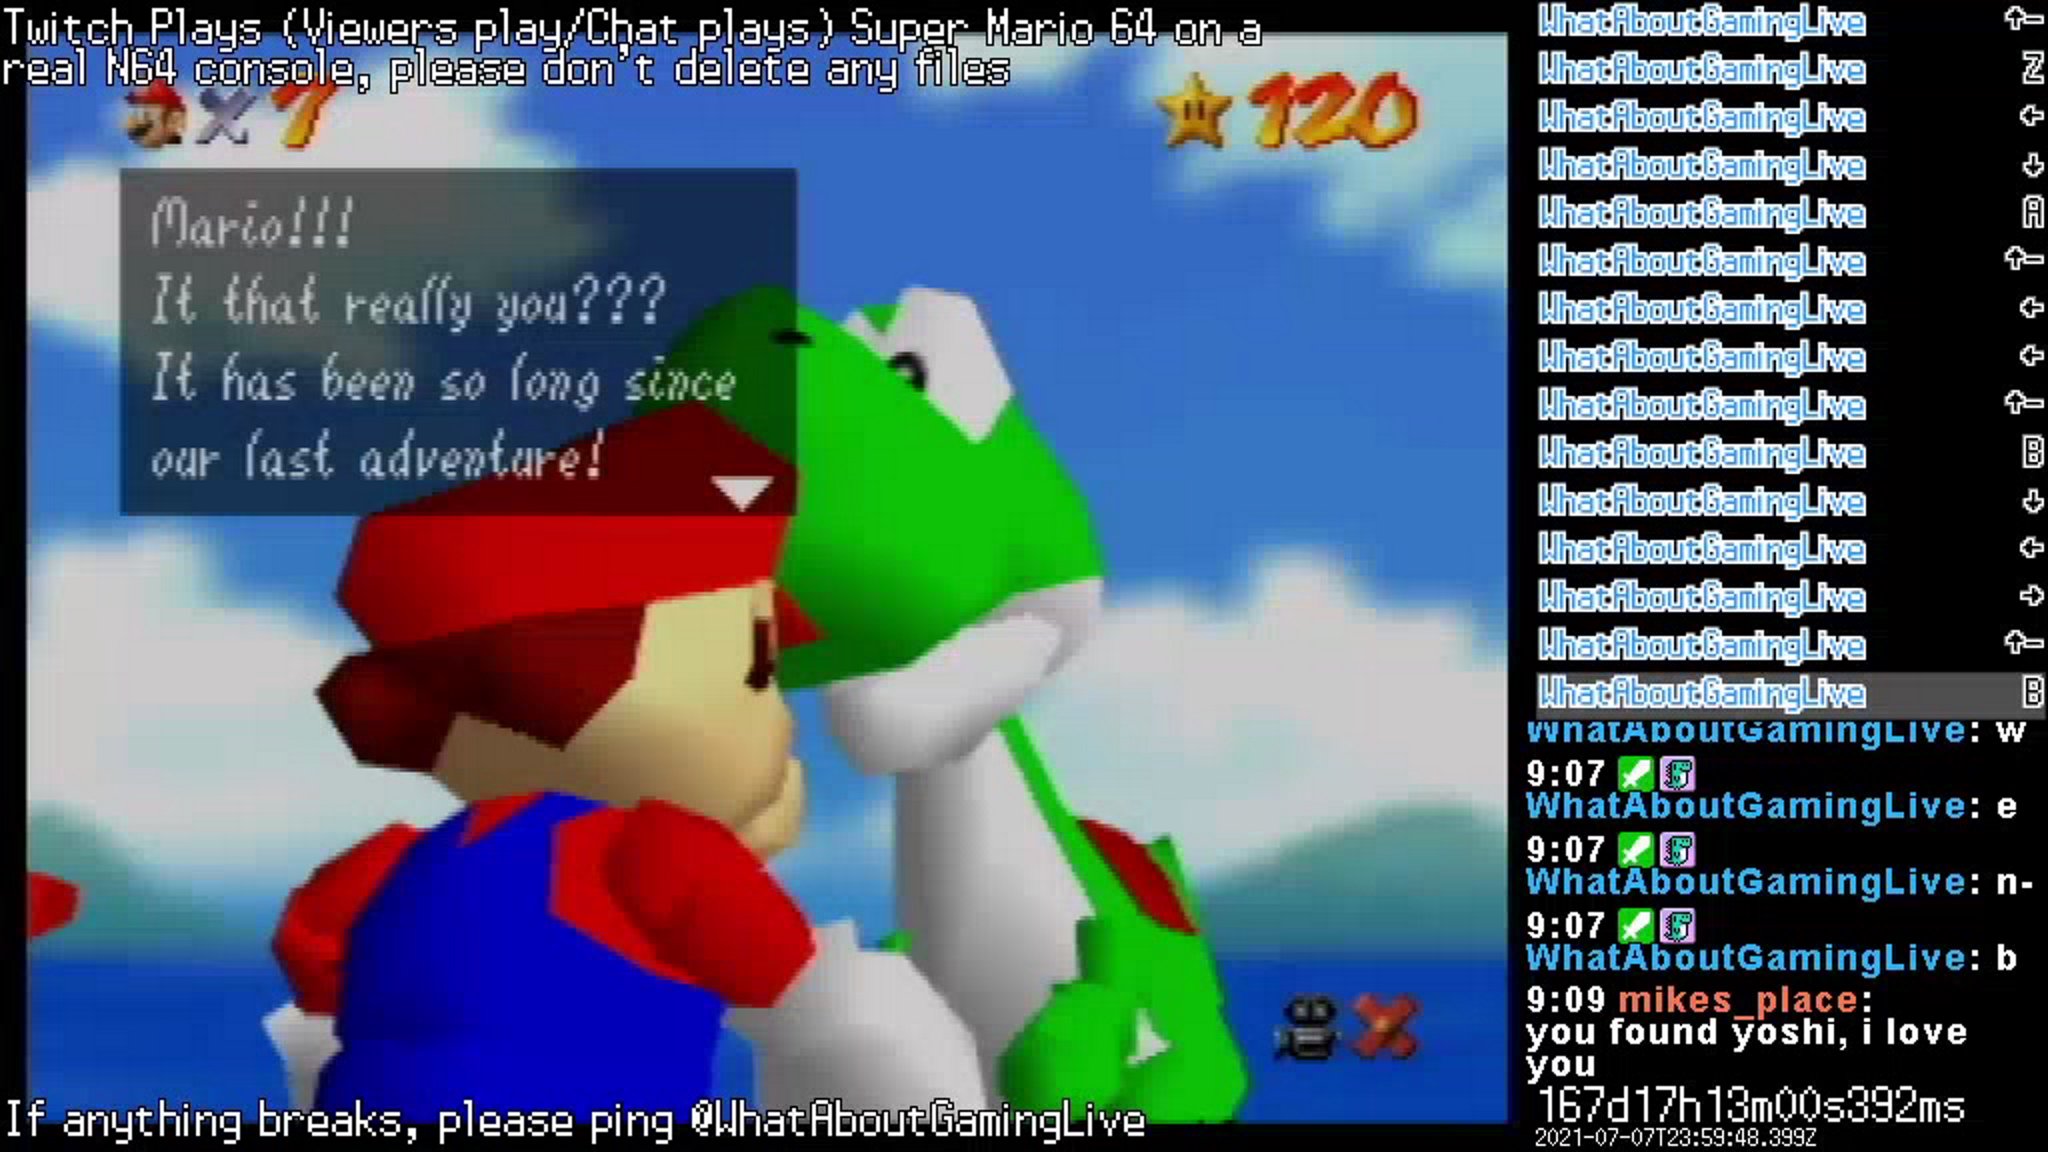 Twitch Plays (Viewers play/Chat plays) Super Mario 64 on a
real N64 console, please don't delete any files
7
120
Mario!!!
It that really you???
It has been so long since
our last adventure!
If anything breaks, please ping @WhatAboutGamingLive
WhatAboutGamingLive ↑-
WhatAboutGamingLive Z
WhatAboutGamingLive ←
WhatAboutGamingLive ↓
WhatAboutGamingLive A
WhatAboutGamingLive ↑-
WhatAboutGamingLive ←
WhatAboutGamingLive ←
WhatAboutGamingLive ↑-
WhatAboutGamingLive B
WhatAboutGamingLive ↓
WhatAboutGamingLive ←
WhatAboutGamingLive →
WhatAboutGamingLive ↑-
WhatAboutGamingLive B
WhatAboutGamingLive: w
9:07
WhatAboutGamingLive: e
9:07
WhatAboutGamingLive: n-
9:07
WhatAboutGamingLive: b
9:09 mikes_place:
you found yoshi, i love
you
167d17h13m00s392ms
2021-07-07T23:59:48.399Z